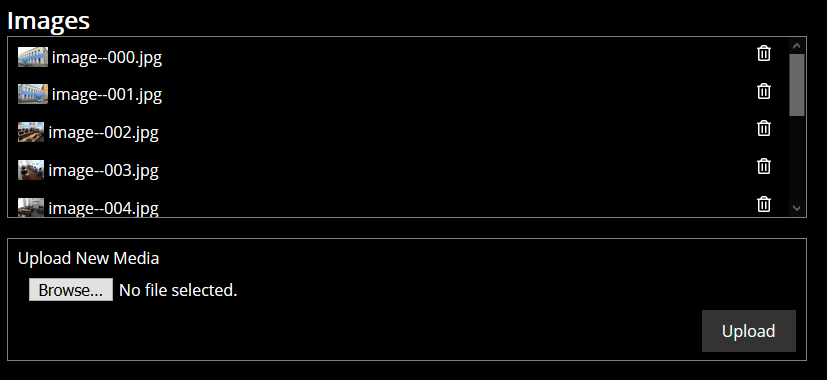 Images
image--000.jpg
image--001.jpg
image--002.jpg
image--003.jpg
image--004.jpg
Upload New Media
Browse... No file selected.
Upload